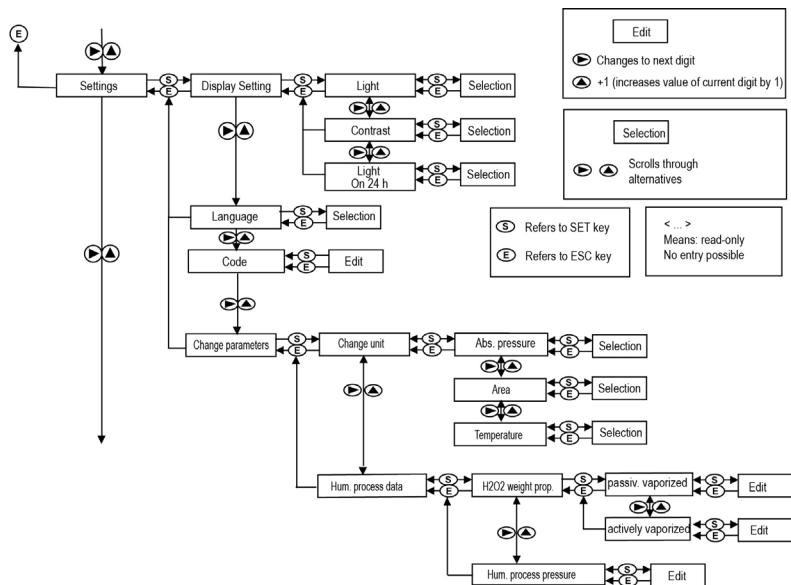 E
Edit
Changes to next digit
+1 (increases value of current digit by 1)
Settings
S
E
Display Setting
S
E
Light
S
E
Selection
Contrast
S
E
Selection
Light
On 24 h
S
E
Selection
Selection
Scrolls through
alternatives
Language
S
E
Selection
S Refers to SET key
E Refers to ESC key
< ... >
Means: read-only
No entry possible
Code
S
E
Edit
Change parameters
S
E
Change unit
S
E
Abs. pressure
S
E
Selection
Area
S
E
Selection
Temperature
S
E
Selection
Hum. process data
S
E
H2O2 weight prop.
S
E
passiv. vaporized
S
E
Edit
actively vaporized
S
E
Edit
Hum. process pressure
S
E
Edit